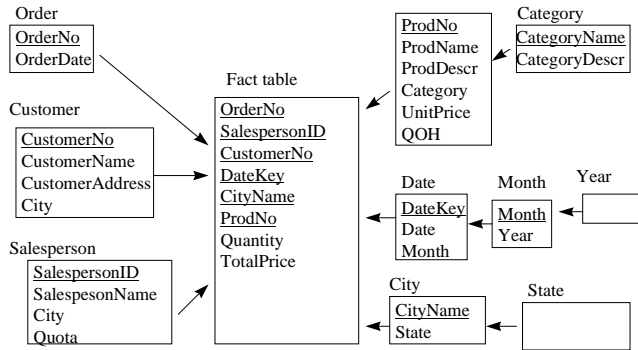 Order
OrderNo
OrderDate
Customer
CustomerNo
CustomerName
CustomerAddress
City
Salesperson
SalespersonID
SalespesonName
City
Quota
Fact table
OrderNo
SalespersonID
CustomerNo
DateKey
CityName
ProdNo
Quantity
TotalPrice
ProdNo
ProdName
ProdDescr
Category
UnitPrice
QOH
Category
CategoryName
CategoryDescr
Date
DateKey
Date
Month
Month
Month
Year
Year
City
CityName
State
State